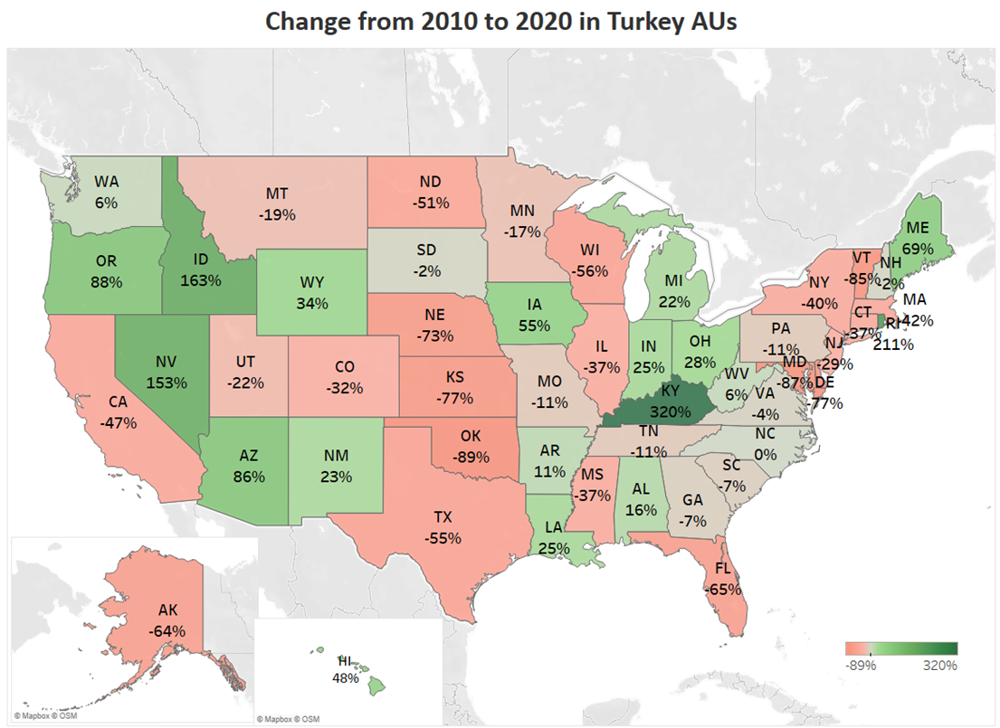 Change from 2010 to 2020 in Turkey AUs
WA
6%
MT
-19%
ND
-51%
MN
-17%
OR
88%
ID
163%
WY
34%
SD
-2%
WI
-56%
MI
22%
NY
-40%
VT
-85%
NH
-2%
ME
69%
MA
-42%
CT
-37%
RI
211%
NV
153%
UT
-22%
CO
-32%
NE
-73%
IA
55%
IL
-37%
IN
25%
OH
28%
PA
-11%
NJ
-29%
MD
-87%
DE
-77%
CA
-47%
KS
-77%
MO
-11%
KY
320%
WV
6%
VA
-4%
AZ
86%
NM
23%
OK
-89%
AR
11%
TN
-11%
NC
0%
SC
-7%
TX
-55%
LA
25%
MS
-37%
AL
16%
GA
-7%
FL
-65%
AK
-64%
HI
48%
-89%
320%
© Mapbox © OSM
© Mapbox © OSM